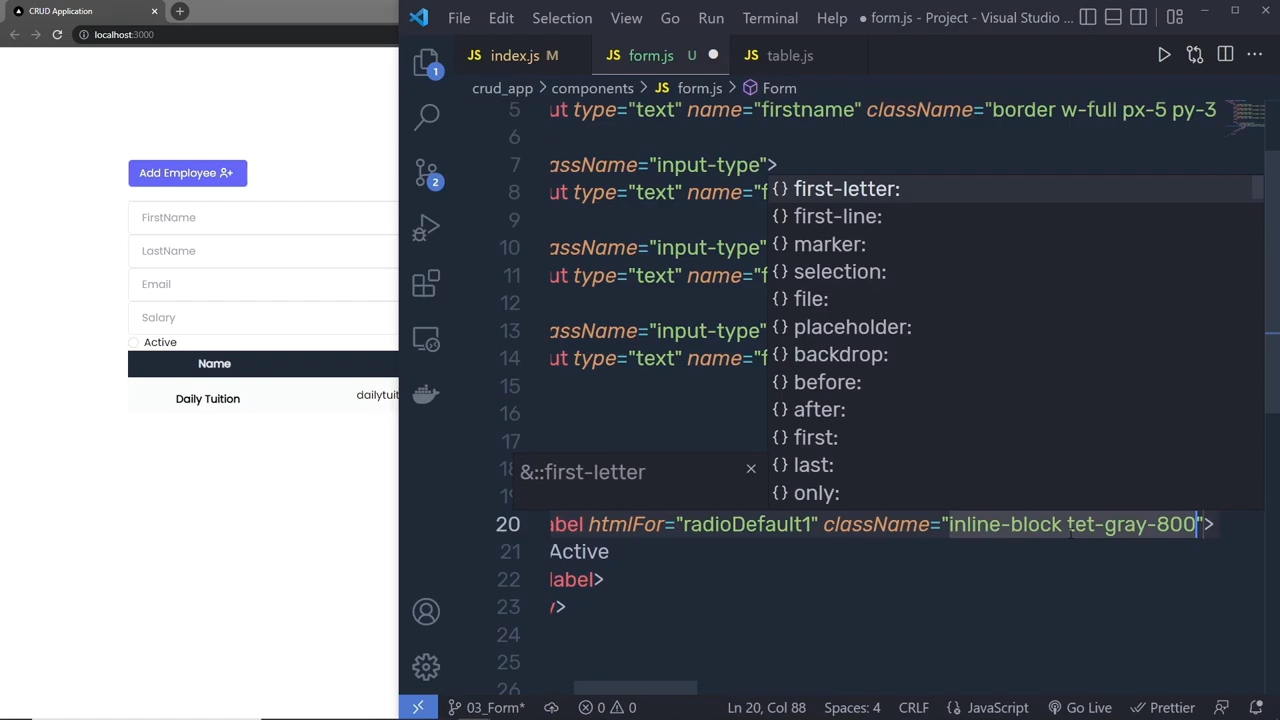 CRUD Application
localhost:3000
Add Employee
FirstName
LastName
Email
Salary
Active
Name
Daily Tuition
dailytuit
File Edit Selection View Go Run Terminal Help
● form.js - Project - Visual Studio ...
JS index.js M
JS form.js U
JS table.js
crud_app > components > JS form.js > Form
5 ut type="text" name="firstname" className="border w-full px-5 py-3
6
7 assName="input-type">
8 ut type="text" name="f
9
10 assName="input-type"
11 ut type="text" name="f
12
13 assName="input-type"
14 ut type="text" name="f
15
16
17
18
19
20 abel htmlFor="radioDefault1" className="inline-block tet-gray-800">
21 Active
22 label>
23 />
24
25
26
{} first-letter:
{} first-line:
{} marker:
{} selection:
{} file:
{} placeholder:
{} backdrop:
{} before:
{} after:
{} first:
{} last:
{} only:
&::first-letter
1
2
03_Form*
0 0
Ln 20, Col 88 Spaces: 4 CRLF {} JavaScript Go Live Prettier